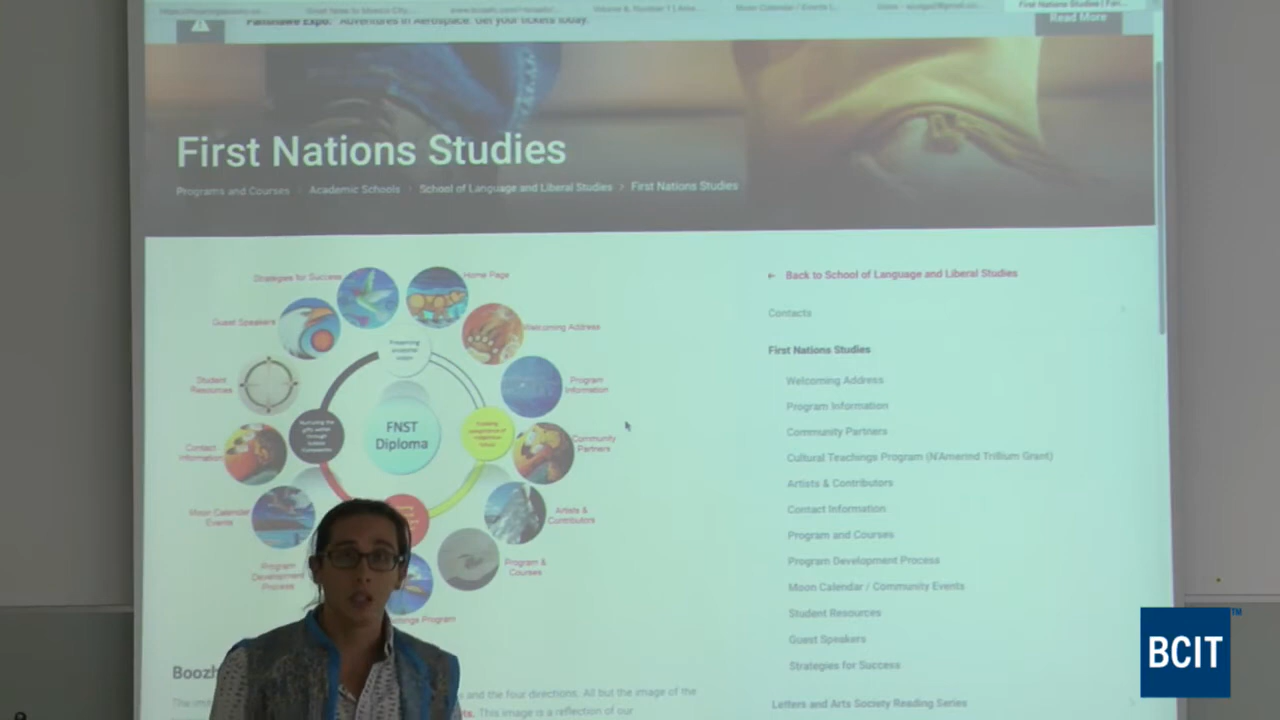 Fanshawe Expo: Adventures in Aerospace. Get your tickets today.
Read More
First Nations Studies
Programs and Courses > Academic Schools > School of Language and Liberal Studies > First Nations Studies
Strategies for Success
Home Page
Guest Speakers
Welcoming Address
Student Resources
Program Information
FNST Diploma
Contact Information
Community Partners
Moon Calendar Events
Artists & Contributors
Program Development Process
Program & Courses
Program
← Back to School of Language and Liberal Studies
Contacts
First Nations Studies
Welcoming Address
Program Information
Community Partners
Cultural Teachings Program (N'Amerind Trillium Grant)
Artists & Contributors
Contact Information
Program and Courses
Program Development Process
Moon Calendar / Community Events
Student Resources
Guest Speakers
Strategies for Success
Letters and Arts Society Reading Series
Boozh
and the four directions. All but the image of the
This image is a reflection of our
BCIT™